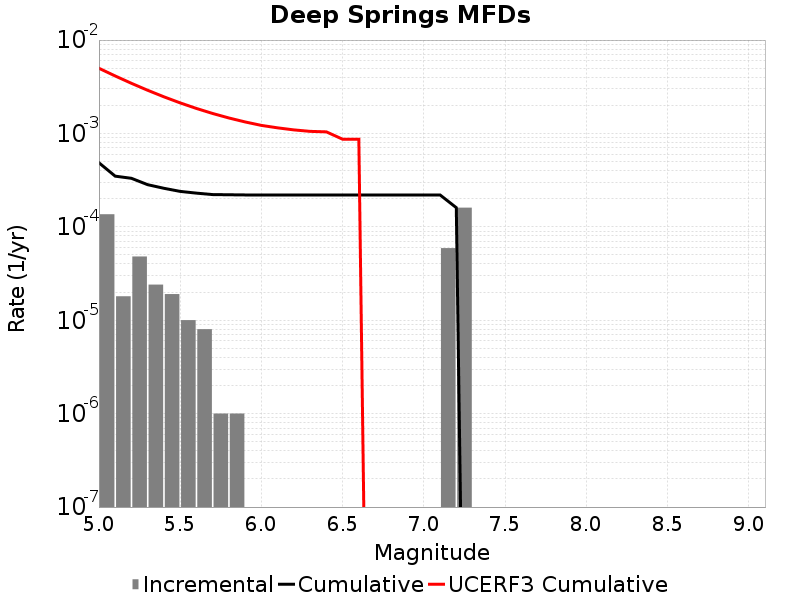 Deep Springs MFDs
10-2
10-3
10-4
10-5
10-6
10-7
Rate (1/yr)
5.0 5.5 6.0 6.5 7.0 7.5 8.0 8.5 9.0
Magnitude
Incremental Cumulative UCERF3 Cumulative